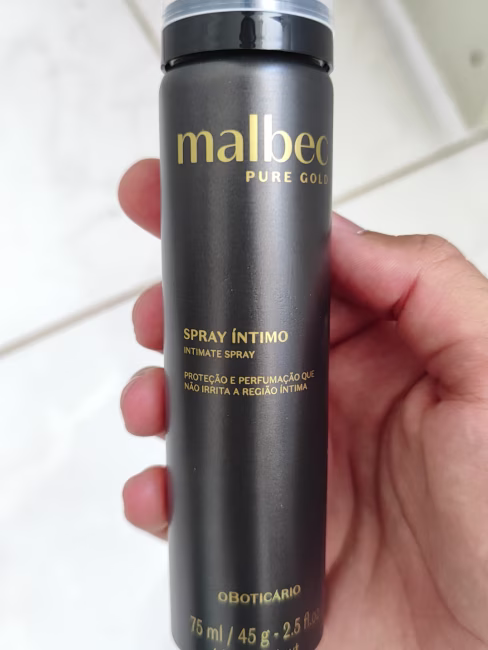 malbec
PURE GOLD
SPRAY ÍNTIMO
INTIMATE SPRAY
PROTEÇÃO E PERFUMAÇÃO QUE
NÃO IRRITA A REGIÃO ÍNTIMA
oBOTICÁRIO
75 ml / 45 g - 2.5 fl.oz